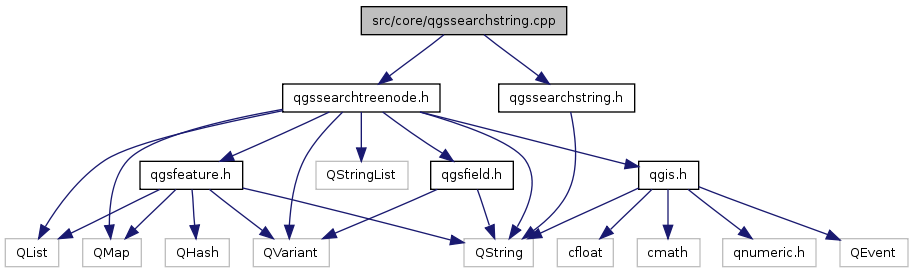 src/core/qgssearchstring.cpp
qgssearchtreenode.h
qgssearchstring.h
qgsfeature.h
QStringList
qgsfield.h
qgis.h
QList
QMap
QHash
QVariant
QString
cfloat
cmath
qnumeric.h
QEvent